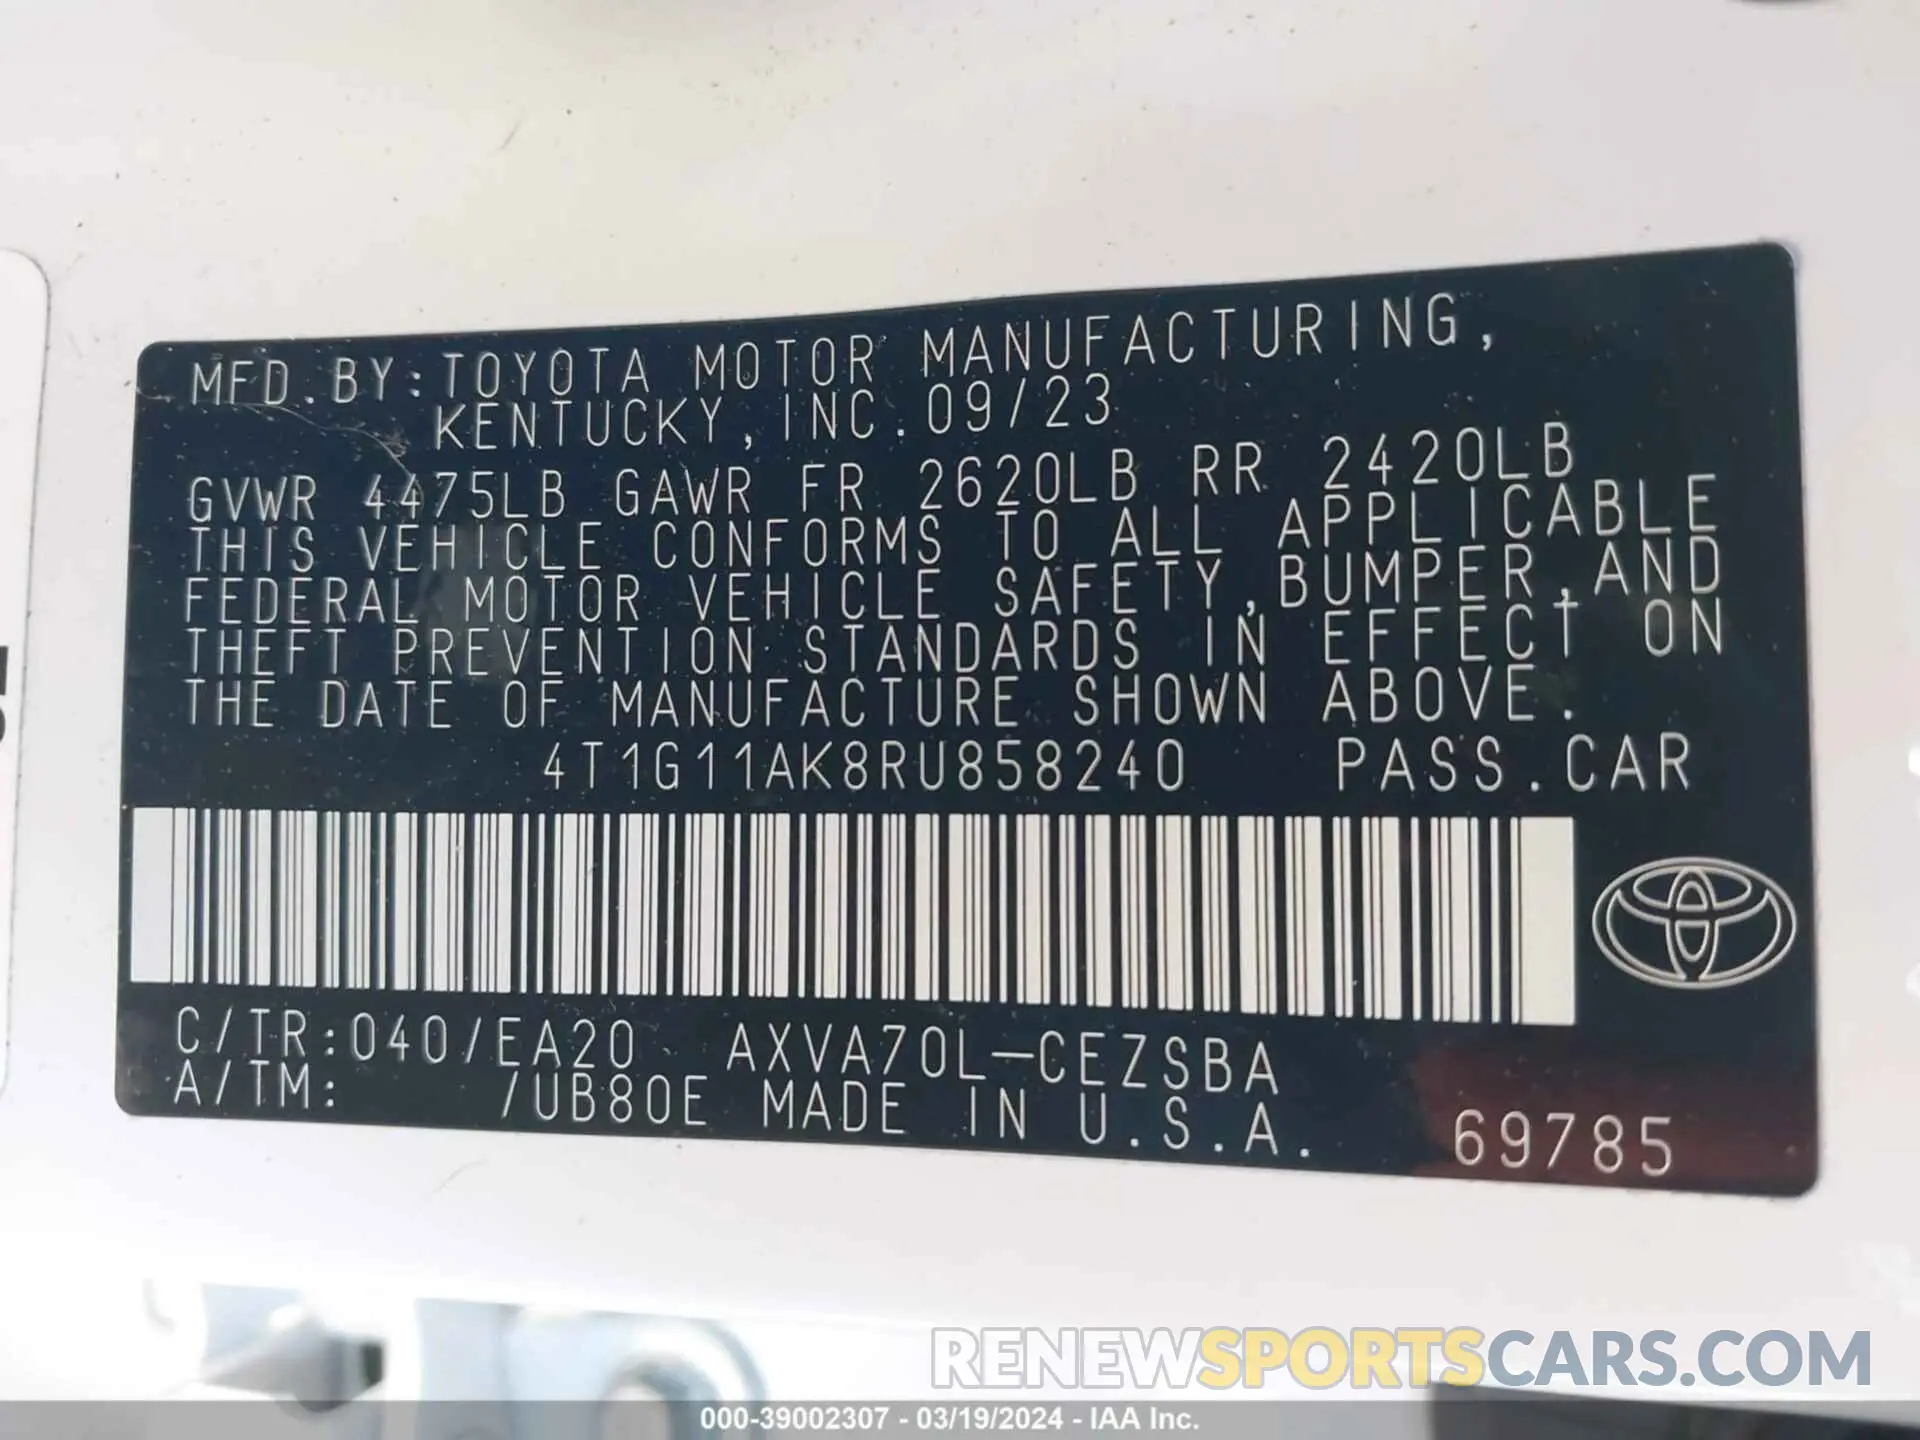 MFD.BY:TOYOTA MOTOR MANUFACTURING,
KENTUCKY, INC. 09/23
GVWR 4475LB GAWR FR 2620LB RR 2420LB
THIS VEHICLE CONFORMS TO ALL APPLICABLE
FEDERAL MOTOR VEHICLE SAFETY,BUMPER,AND
THEFT PREVENTION STANDARDS IN EFFECT ON
THE DATE OF MANUFACTURE SHOWN ABOVE.
4T1G11AK8RU858240 PASS.CAR
C/TR:040/EA20 AXVA70L-CEZSBA
A/TM: /UB80E MADE IN U.S.A. 69785
RENEWSPORTSCARS.COM
000-39002307 - 03/19/2024 - IAA Inc.